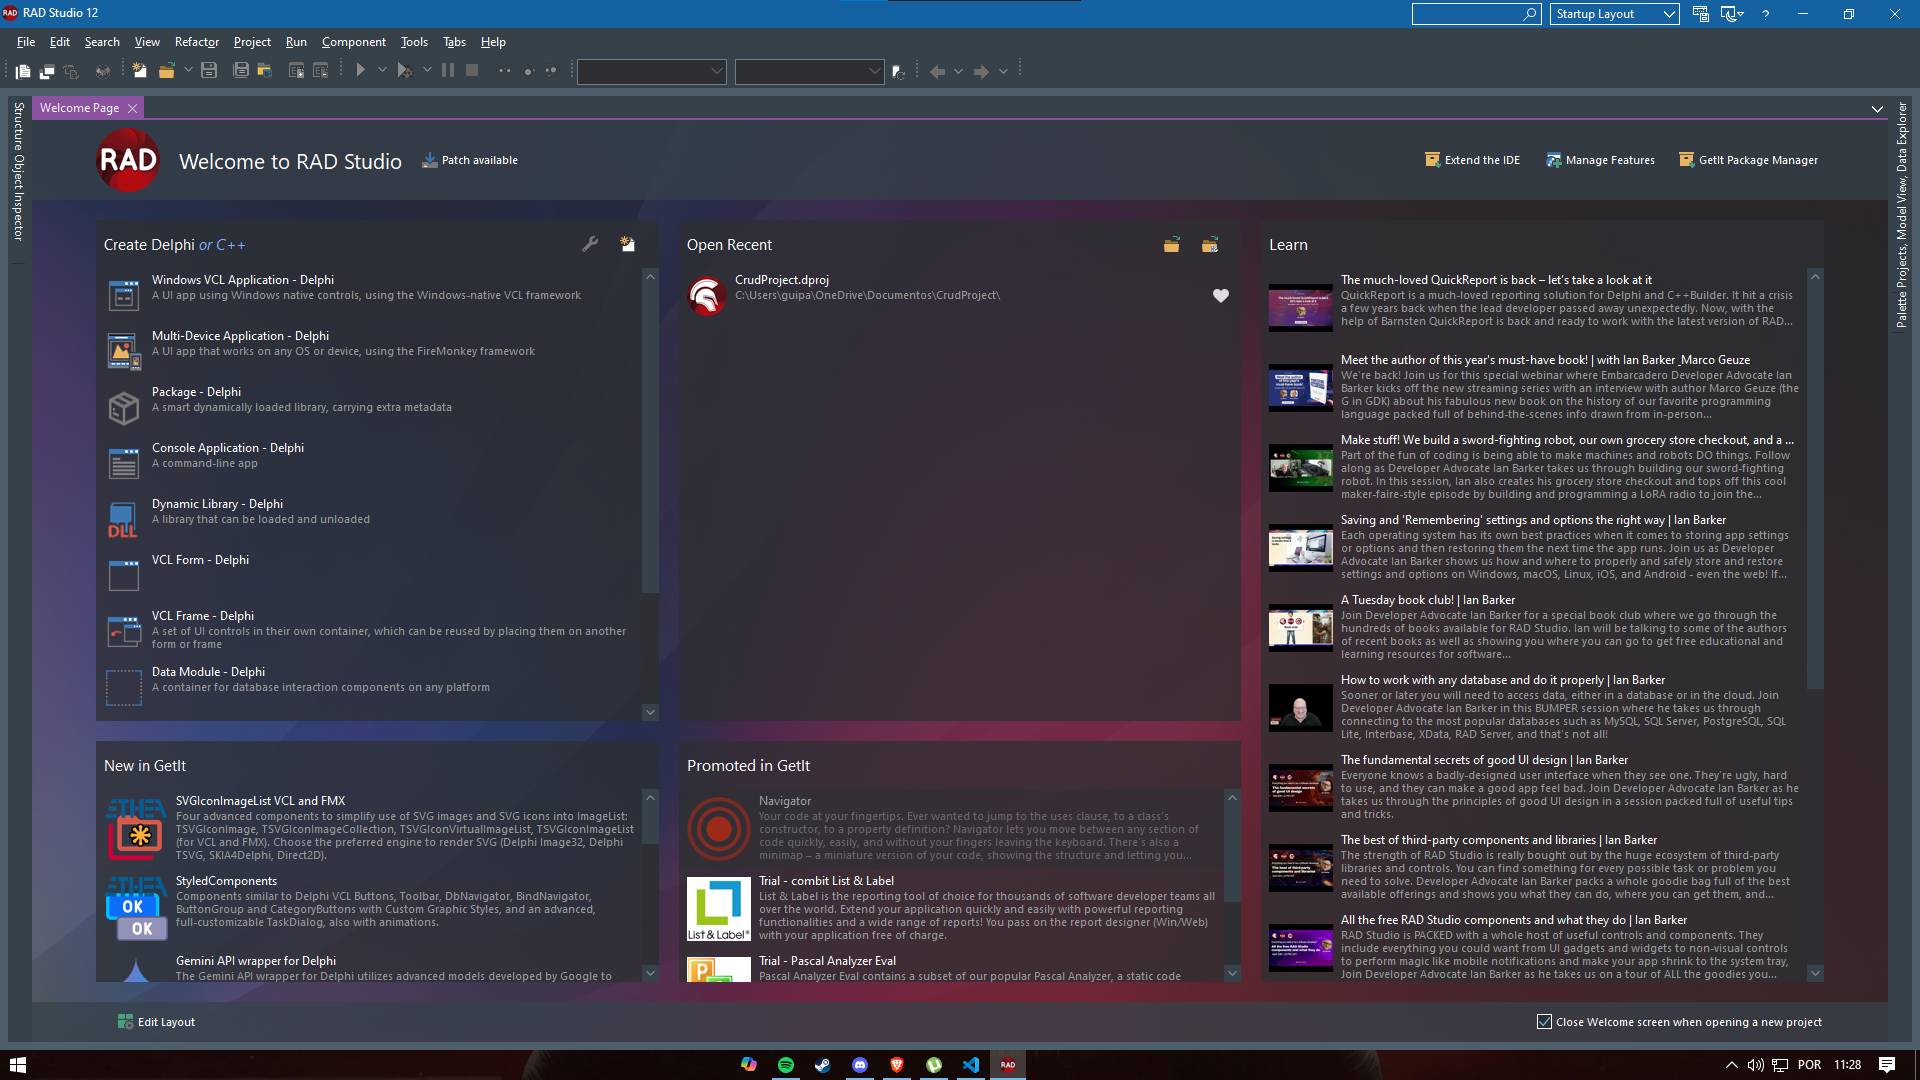 RAD Studio 12
Startup Layout
?
File Edit Search View Refactor Project Run Component Tools Tabs Help
Welcome Page
Structure Object Inspector
Palette Projects, Model View, Data Explorer
RAD
Welcome to RAD Studio
Patch available
Extend the IDE
Manage Features
GetIt Package Manager
Create Delphi or C++
Windows VCL Application - Delphi
A UI app using Windows native controls, using the Windows-native VCL framework
Multi-Device Application - Delphi
A UI app that works on any OS or device, using the FireMonkey framework
Package - Delphi
A smart dynamically loaded library, carrying extra metadata
Console Application - Delphi
A command-line app
Dynamic Library - Delphi
A library that can be loaded and unloaded
DLL
VCL Form - Delphi
VCL Frame - Delphi
A set of UI controls in their own container, which can be reused by placing them on another
form or frame
Data Module - Delphi
A container for database interaction components on any platform
Open Recent
CrudProject.dproj
C:\Users\guipa\OneDrive\Documentos\CrudProject\
Learn
The much-loved QuickReport is back – let's take a look at it
QuickReport is a much-loved reporting solution for Delphi and C++Builder. It hit a crisis
a few years back when the lead developer passed away unexpectedly. Now, with the
help of Barnsten QuickReport is back and ready to work with the latest version of RAD...
Meet the author of this year's must-have book! | with Ian Barker _Marco Geuze
We're back! Join us for this special webinar where Embarcadero Developer Advocate Ian
Barker kicks off the new streaming series with an interview with author Marco Geuze (the
G in GDK) about his fabulous new book on the history of our favorite programming
language packed full of behind-the-scenes info drawn from in-person...
Make stuff! We build a sword-fighting robot, our own grocery store checkout, and a ...
Part of the fun of coding is being able to make machines and robots DO things. Follow
along as Developer Advocate Ian Barker takes us through building our sword-fighting
robot. In this session, Ian also creates his grocery store checkout and tops off this cool
maker-faire-style episode by building and programming a LoRA radio to join the...
Saving and 'Remembering' settings and options the right way | Ian Barker
Each operating system has its own best practices when it comes to storing app settings
or options and then restoring them the next time the app runs. Join us as Developer
Advocate Ian Barker shows us how and where to properly and safely store and restore
settings and options on Windows, macOS, Linux, iOS, and Android - even the web! If...
A Tuesday book club! | Ian Barker
Join Developer Advocate Ian Barker for a special book club where we go through the
hundreds of books available for RAD Studio. Ian will be talking to some of the authors
of recent books as well as showing you where you can go to get free educational and
learning resources for software...
How to work with any database and do it properly | Ian Barker
Sooner or later you will need to access data, either in a database or in the cloud. Join
Developer Advocate Ian Barker in this BUMPER session where he takes us through
connecting to the most popular databases such as MySQL, SQL Server, PostgreSQL, SQL
Lite, Interbase, XData, RAD Server, and that's not all!
The fundamental secrets of good UI design | Ian Barker
Everyone knows a badly-designed user interface when they see one. They're ugly, hard
to use, and they can make a good app feel bad. Join Developer Advocate Ian Barker as he
takes us through the principles of good UI design in a session packed full of useful tips
and tricks.
The best of third-party components and libraries | Ian Barker
The strength of RAD Studio is really bought out by the huge ecosystem of third-party
libraries and controls. You can find something for every possible task or problem you
need to solve. Developer Advocate Ian Barker packs a whole goodie bag full of the best
available offerings and shows you what they can do, where you can get them, and...
All the free RAD Studio components and what they do | Ian Barker
RAD Studio is PACKED with a whole host of useful controls and components. They
include everything you could want from UI gadgets and widgets to non-visual controls
to perform magic like mobile notifications and make your app shrink to the system tray,
Join Developer Advocate Ian Barker as he takes us on a tour of ALL the goodies you...
New in GetIt
SVGIconImageList VCL and FMX
Four advanced components to simplify use of SVG images and SVG icons into ImageList:
TSVGIconImage, TSVGIconImageCollection, TSVGIconVirtualImageList, TSVGIconImageList
(for VCL and FMX). Choose the preferred engine to render SVG (Delphi Image32, Delphi
TSVG, SKIA4Delphi, Direct2D).
StyledComponents
Components similar to Delphi VCL Buttons, Toolbar, DbNavigator, BindNavigator,
ButtonGroup and CategoryButtons with Custom Graphic Styles, and an advanced,
full-customizable TaskDialog, also with animations.
OK
OK
Gemini API wrapper for Delphi
The Gemini API wrapper for Delphi utilizes advanced models developed by Google to
Promoted in GetIt
Navigator
Your code at your fingertips. Ever wanted to jump to the uses clause, to a class's
constructor, to a property definition? Navigator lets you move between any section of
code quickly, easily, and without your fingers leaving the keyboard. There's also a
minimap – a miniature version of your code, showing the structure and letting you...
Trial - combit List & Label
List & Label is the reporting tool of choice for thousands of software developer teams all
over the world. Extend your application quickly and easily with powerful reporting
functionalities and a wide range of reports! You pass on the report designer (Win/Web)
with your application free of charge.
List & Label®
Trial - Pascal Analyzer Eval
Pascal Analyzer Eval contains a subset of our popular Pascal Analyzer, a static code
Edit Layout
Close Welcome screen when opening a new project
RAD
POR
11:28